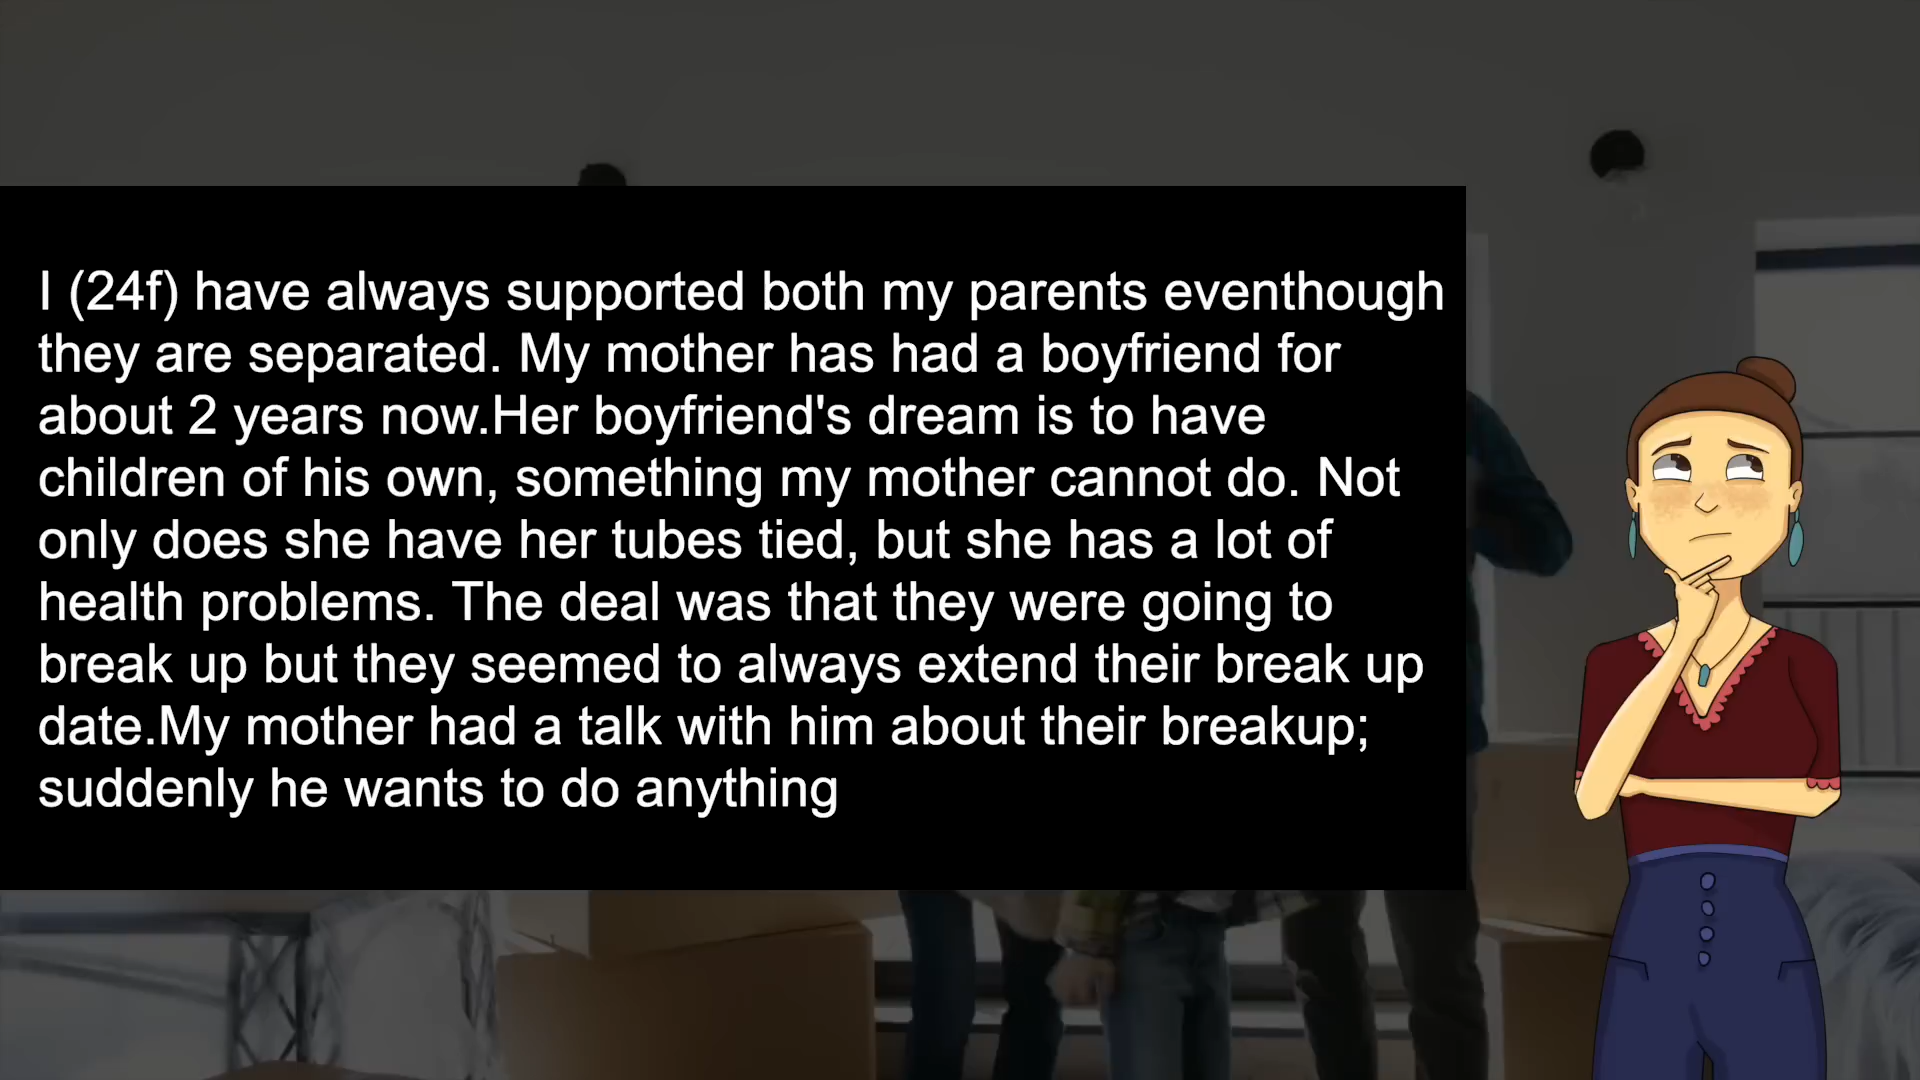 I (24f) have always supported both my parents eventhough
they are separated. My mother has had a boyfriend for
about 2 years now.Her boyfriend's dream is to have
children of his own, something my mother cannot do. Not
only does she have her tubes tied, but she has a lot of
health problems. The deal was that they were going to
break up but they seemed to always extend their break up
date.My mother had a talk with him about their breakup;
suddenly he wants to do anything